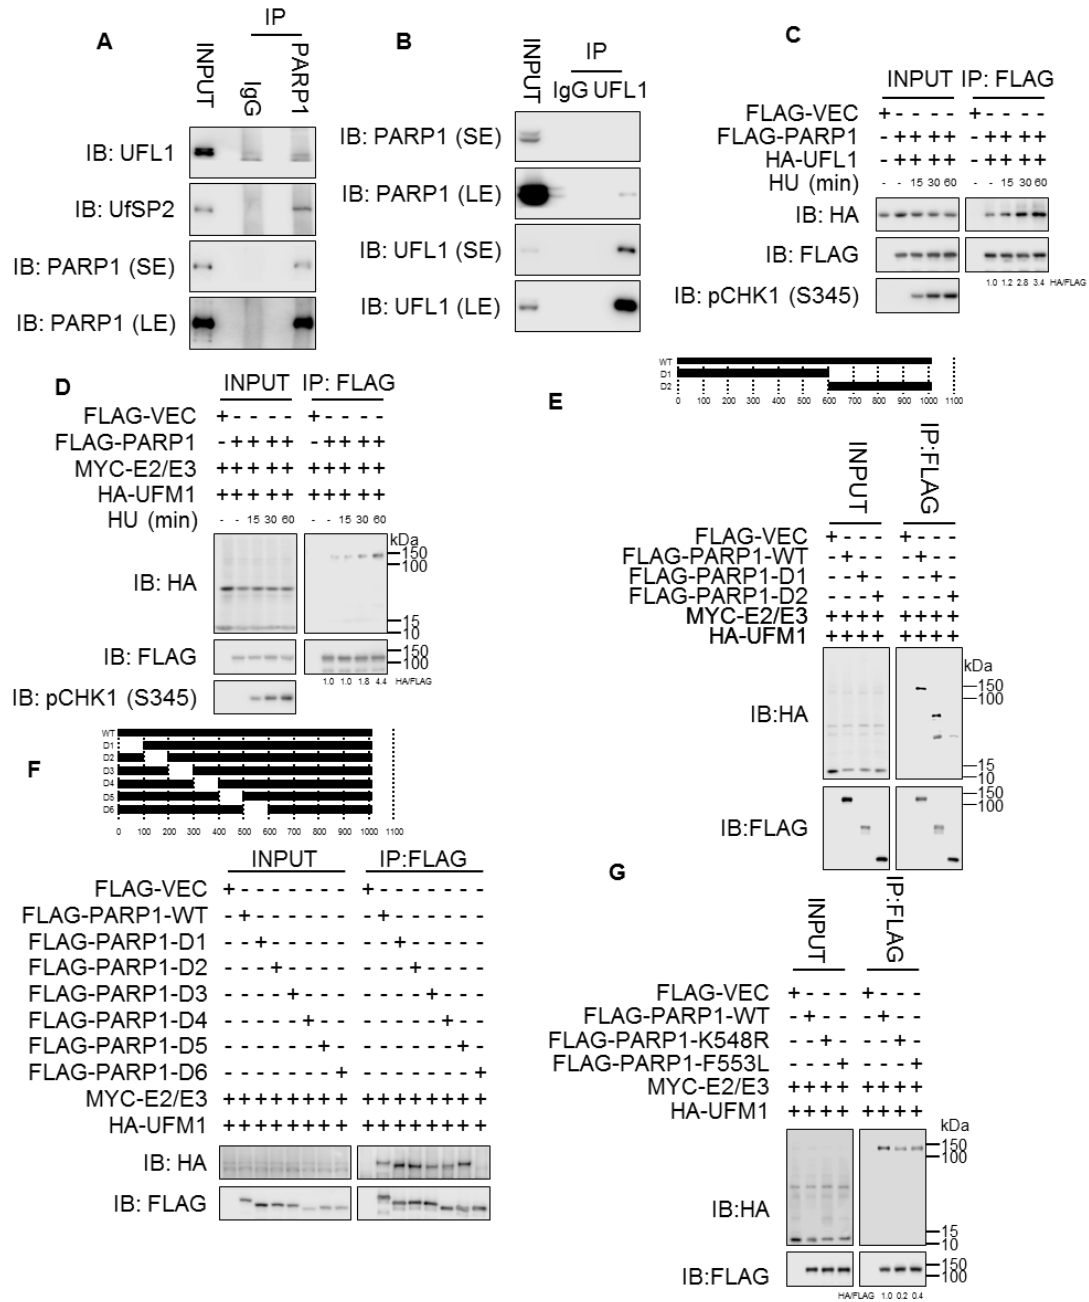 A
IP
INPUT
IgG
PARP1
IB: UFL1
IB: UfSP2
IB: PARP1 (SE)
IB: PARP1 (LE)
B
INPUT
IP
IgG UFL1
IB: PARP1 (SE)
IB: PARP1 (LE)
IB: UFL1 (SE)
IB: UFL1 (LE)
C
INPUT IP: FLAG
FLAG-VEC + - - - - + - - - -
FLAG-PARP1 - + + + + - + + + +
HA-UFL1 - + + + + - + + + +
HU (min) - - 15 30 60 - - 15 30 60
IB: HA
IB: FLAG
1.0 1.2 2.8 3.4 HA/FLAG
IB: pCHK1 (S345)
D
INPUT IP: FLAG
FLAG-VEC + - - - - + - - - -
FLAG-PARP1 - + + + + - + + + +
MYC-E2/E3 + + + + + + + + + +
HA-UFM1 + + + + + + + + + +
HU (min) - - 15 30 60 - - 15 30 60
kDa
150
100
IB: HA
15
10
IB: FLAG
150
100
1.0 1.0 1.8 4.4 HA/FLAG
IB: pCHK1 (S345)
E
WT
D1
D2
0 100 200 300 400 500 600 700 800 900 1000 1100
INPUT
IP:FLAG
FLAG-VEC + - - - + - - -
FLAG-PARP1-WT - + - - - + - -
FLAG-PARP1-D1 - - + - - - + -
FLAG-PARP1-D2 - - - + - - - +
MYC-E2/E3 + + + + + + + +
HA-UFM1 + + + + + + + +
kDa
150
100
IB:HA
15
10
150
100
IB:FLAG
F
WT
D1
D2
D3
D4
D5
D6
0 100 200 300 400 500 600 700 800 900 1000 1100
INPUT IP:FLAG
FLAG-VEC + - - - - - - - + - - - - - - -
FLAG-PARP1-WT - + - - - - - - - + - - - - - -
FLAG-PARP1-D1 - - + - - - - - - - + - - - - -
FLAG-PARP1-D2 - - - + - - - - - - - + - - - -
FLAG-PARP1-D3 - - - - + - - - - - - - + - - -
FLAG-PARP1-D4 - - - - - + - - - - - - - + - -
FLAG-PARP1-D5 - - - - - - + - - - - - - - + -
FLAG-PARP1-D6 - - - - - - - + - - - - - - - +
MYC-E2/E3 + + + + + + + + + + + + + + + +
HA-UFM1 + + + + + + + + + + + + + + + +
IB: HA
IB: FLAG
G
INPUT
IP:FLAG
FLAG-VEC + - - - + - - -
FLAG-PARP1-WT - + - - - + - -
FLAG-PARP1-K548R - - + - - - + -
FLAG-PARP1-F553L - - - + - - - +
MYC-E2/E3 + + + + + + + +
HA-UFM1 + + + + + + + +
kDa
150
100
IB:HA
15
10
IB:FLAG
150
100
HA/FLAG 1.0 0.2 0.4